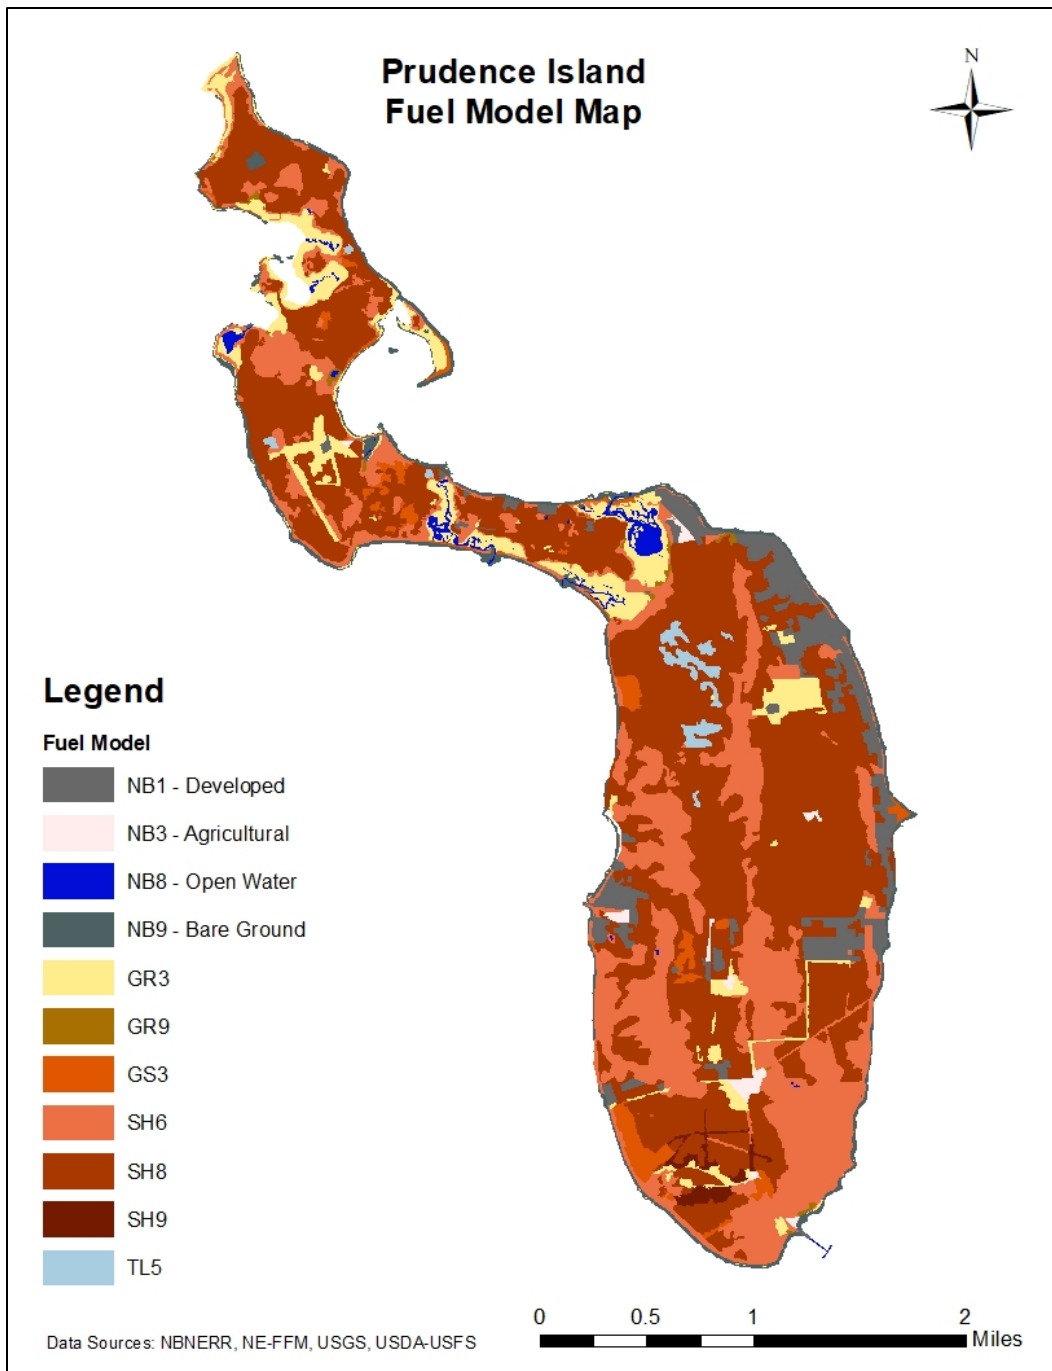 Prudence Island
Fuel Model Map
N
Legend
Fuel Model
NB1 - Developed
NB3 - Agricultural
NB8 - Open Water
NB9 - Bare Ground
GR3
GR9
GS3
SH6
SH8
SH9
TL5
Data Sources: NBNERR, NE-FFM, USGS, USDA-USFS
0 0.5 1 2
Miles